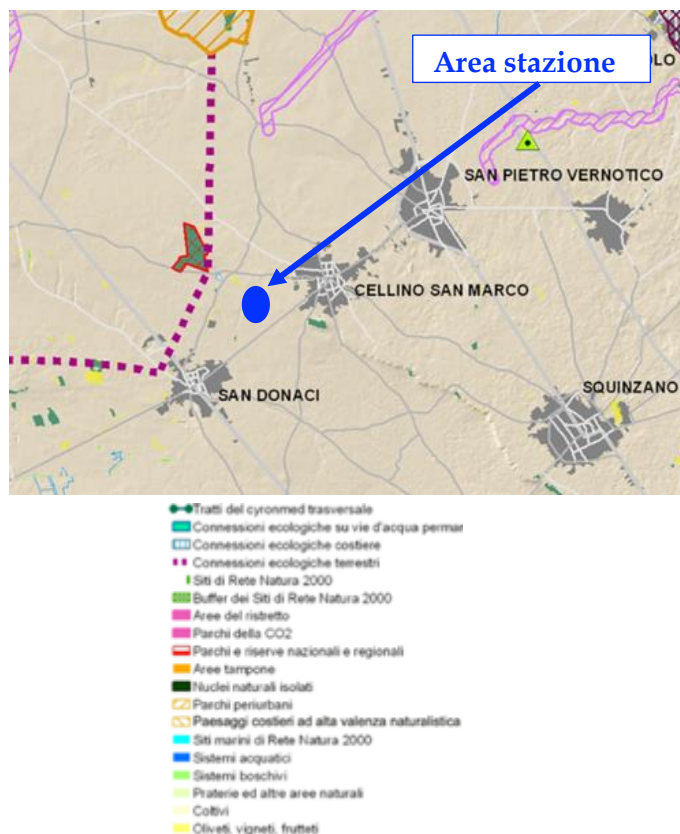 Area stazione
OLO
SAN PIETRO VERNOTICO
CELLINO SAN MARCO
SAN DONACI
SQUINZANO
Tratti del cyronmed trasversale
Connessioni ecologiche su vie d'acqua permar
Connessioni ecologiche costiere
Connessioni ecologiche terrestri
Siti di Rete Natura 2000
Buffer dei Siti di Rete Natura 2000
Aree del ristretto
Parchi della CO2
Parchi e riserve nazionali e regionali
Aree tampone
Nuclei naturali isolati
Parchi periurbani
Paesaggi costieri ad alta valenza naturalistica
Siti marini di Rete Natura 2000
Sistemi acquatici
Sistemi boschivi
Praterie ed altre aree naturali
Coltivi
Oliveti, vigneti, frutteti